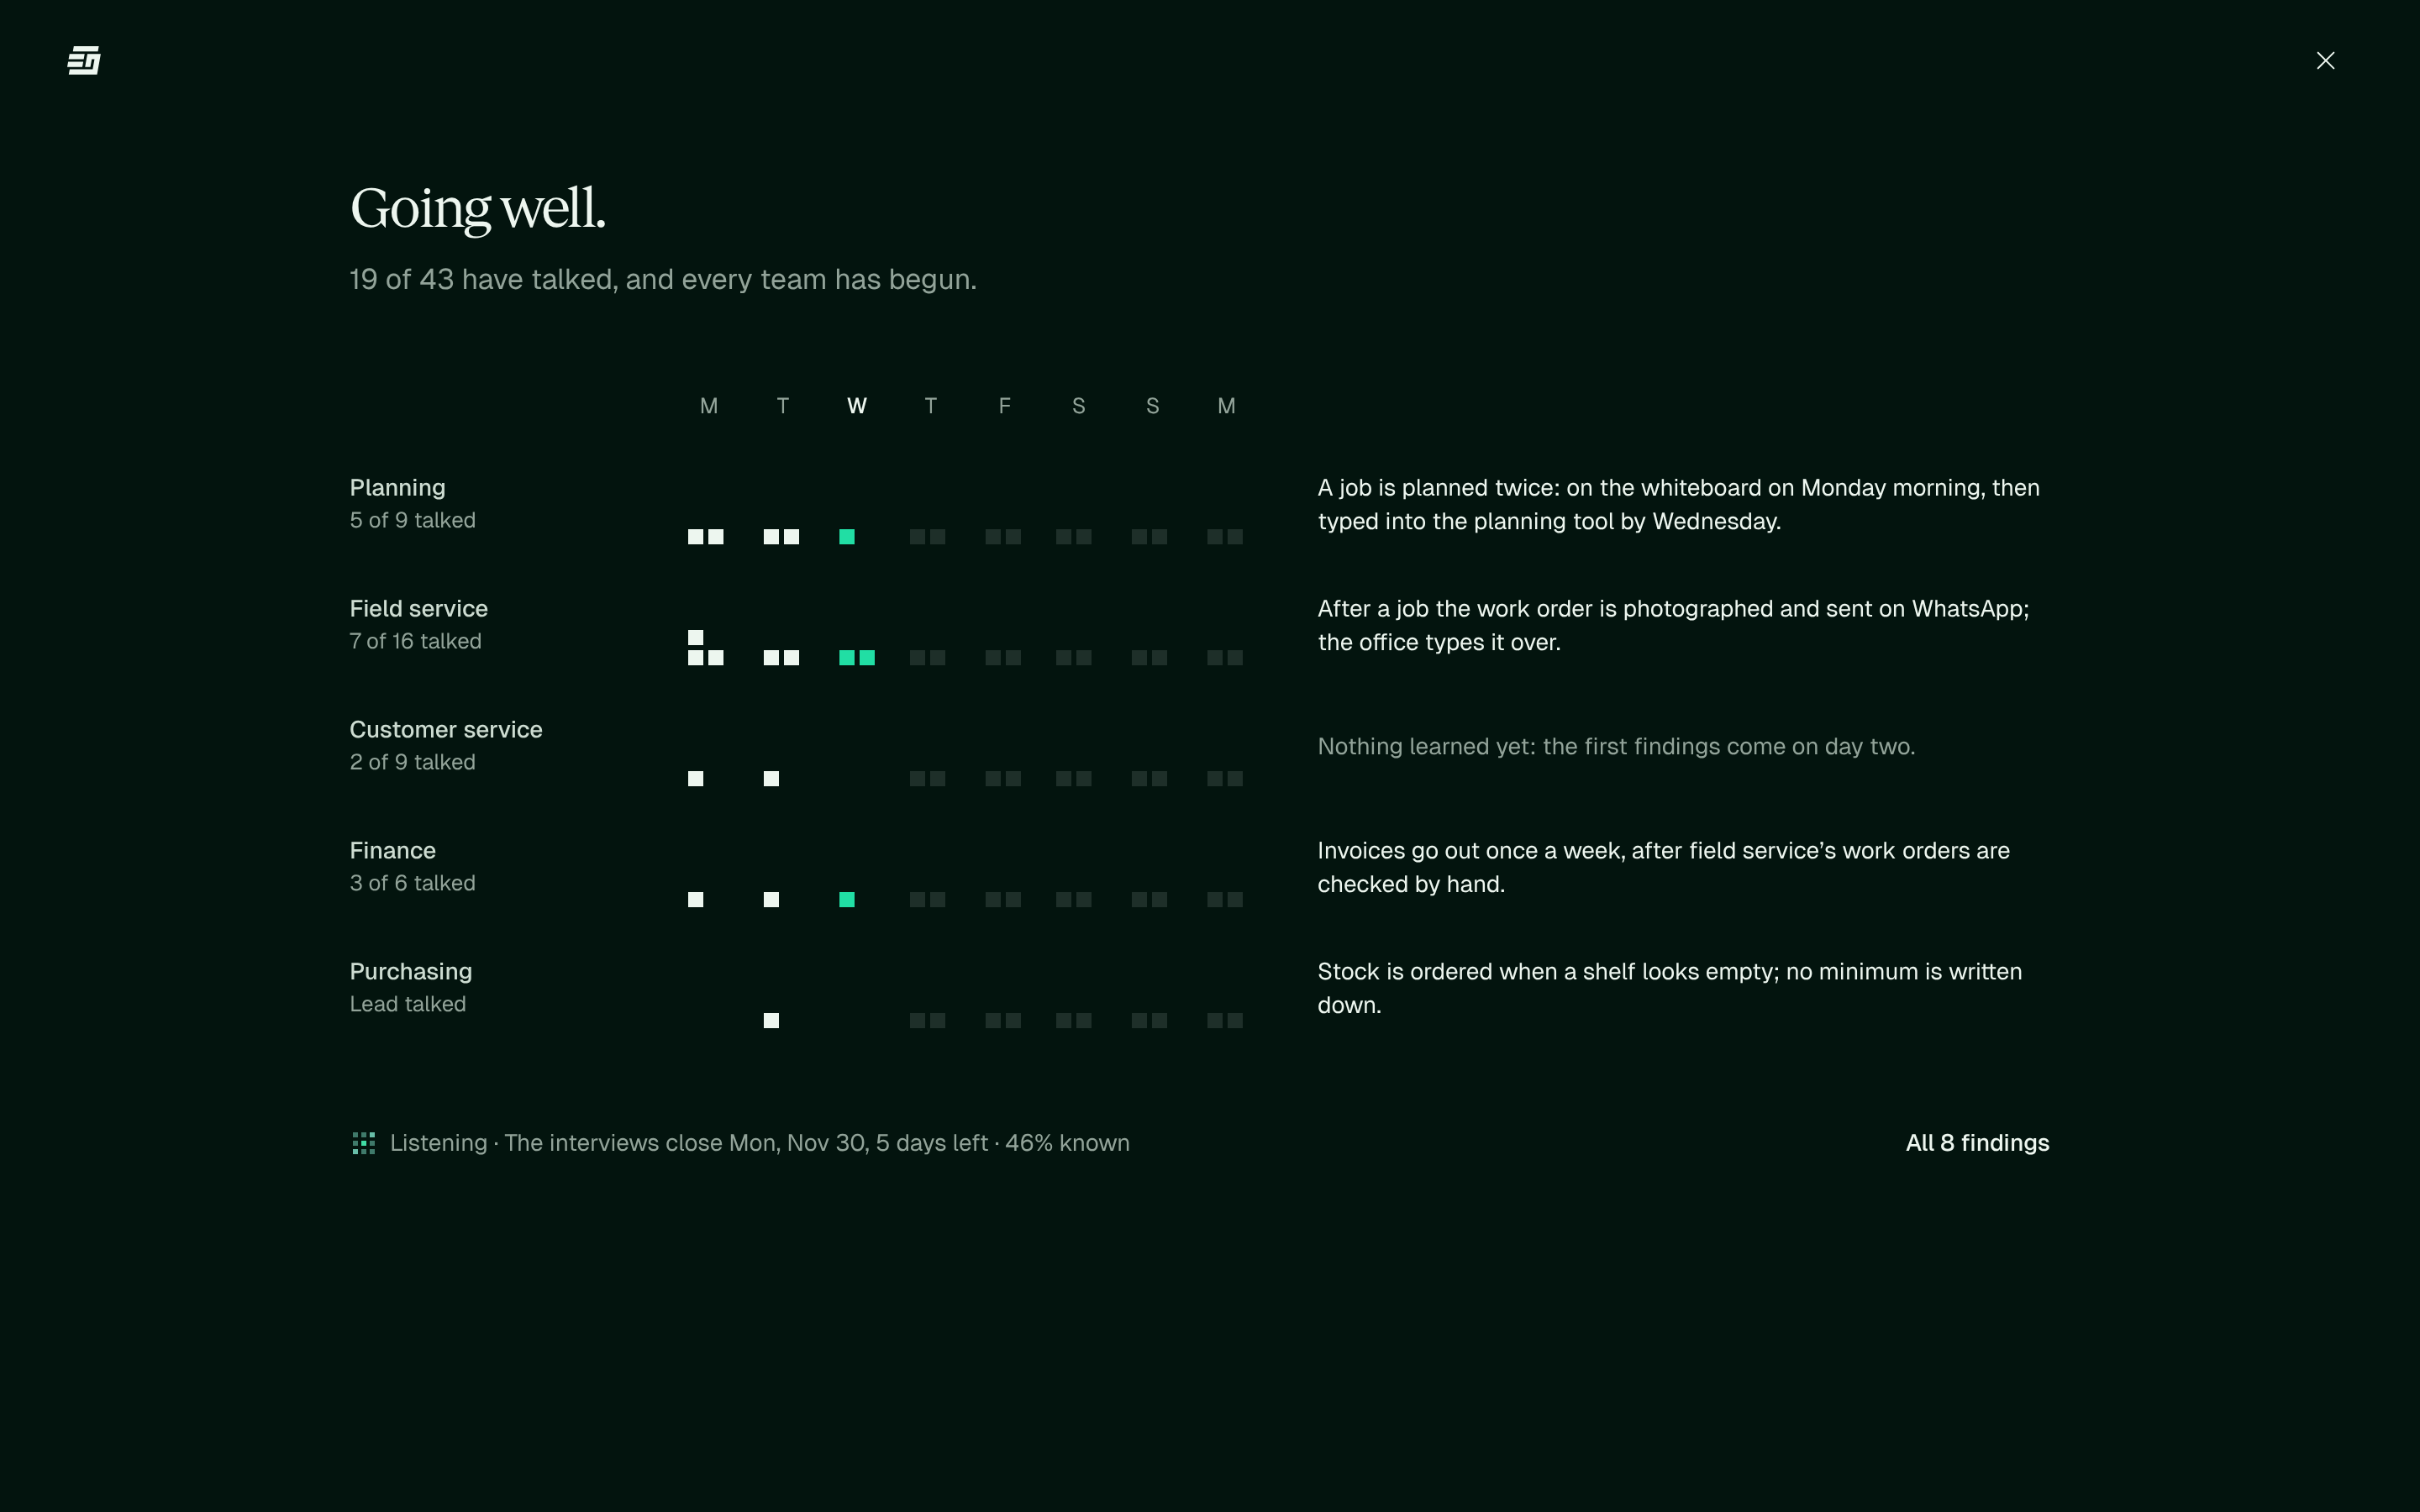 Going well.
19 of 43 have talked, and every team has begun.
M T W T F S S M
Planning
5 of 9 talked
A job is planned twice: on the whiteboard on Monday morning, then
typed into the planning tool by Wednesday.
Field service
7 of 16 talked
After a job the work order is photographed and sent on WhatsApp;
the office types it over.
Customer service
2 of 9 talked
Nothing learned yet: the first findings come on day two.
Finance
3 of 6 talked
Invoices go out once a week, after field service’s work orders are
checked by hand.
Purchasing
Lead talked
Stock is ordered when a shelf looks empty; no minimum is written
down.
Listening · The interviews close Mon, Nov 30, 5 days left · 46% known
All 8 findings